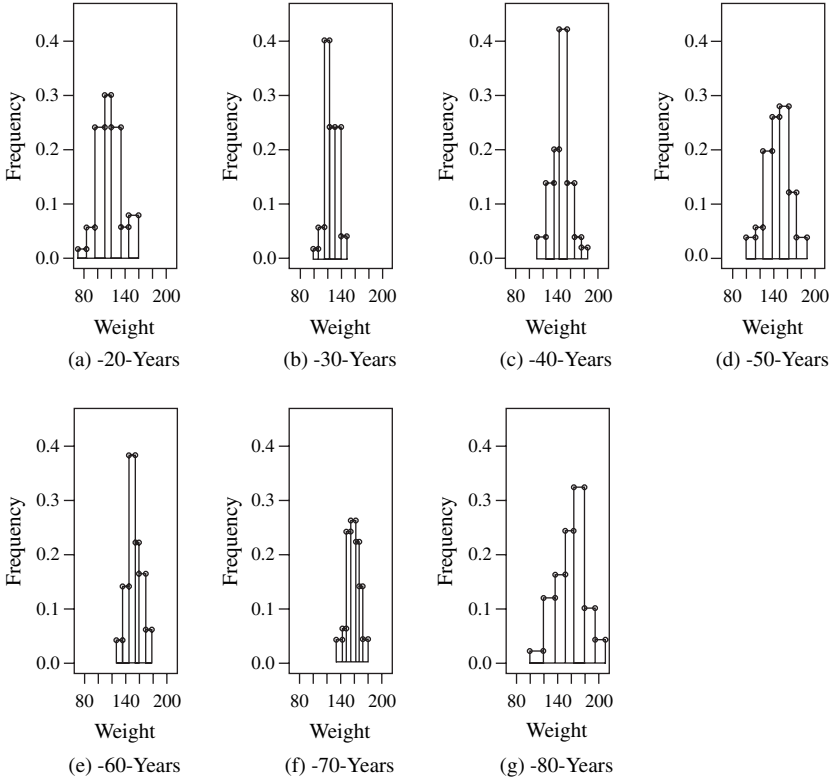 Frequency
0.4
0.3
0.2
0.1
0.0
80 140 200
Weight
(a) -20-Years
Frequency
0.4
0.3
0.2
0.1
0.0
80 140 200
Weight
(b) -30-Years
Frequency
0.4
0.3
0.2
0.1
0.0
80 140 200
Weight
(c) -40-Years
Frequency
0.4
0.3
0.2
0.1
0.0
80 140 200
Weight
(d) -50-Years
Frequency
0.4
0.3
0.2
0.1
0.0
80 140 200
Weight
(e) -60-Years
Frequency
0.4
0.3
0.2
0.1
0.0
80 140 200
Weight
(f) -70-Years
Frequency
0.4
0.3
0.2
0.1
0.0
80 140 200
Weight
(g) -80-Years